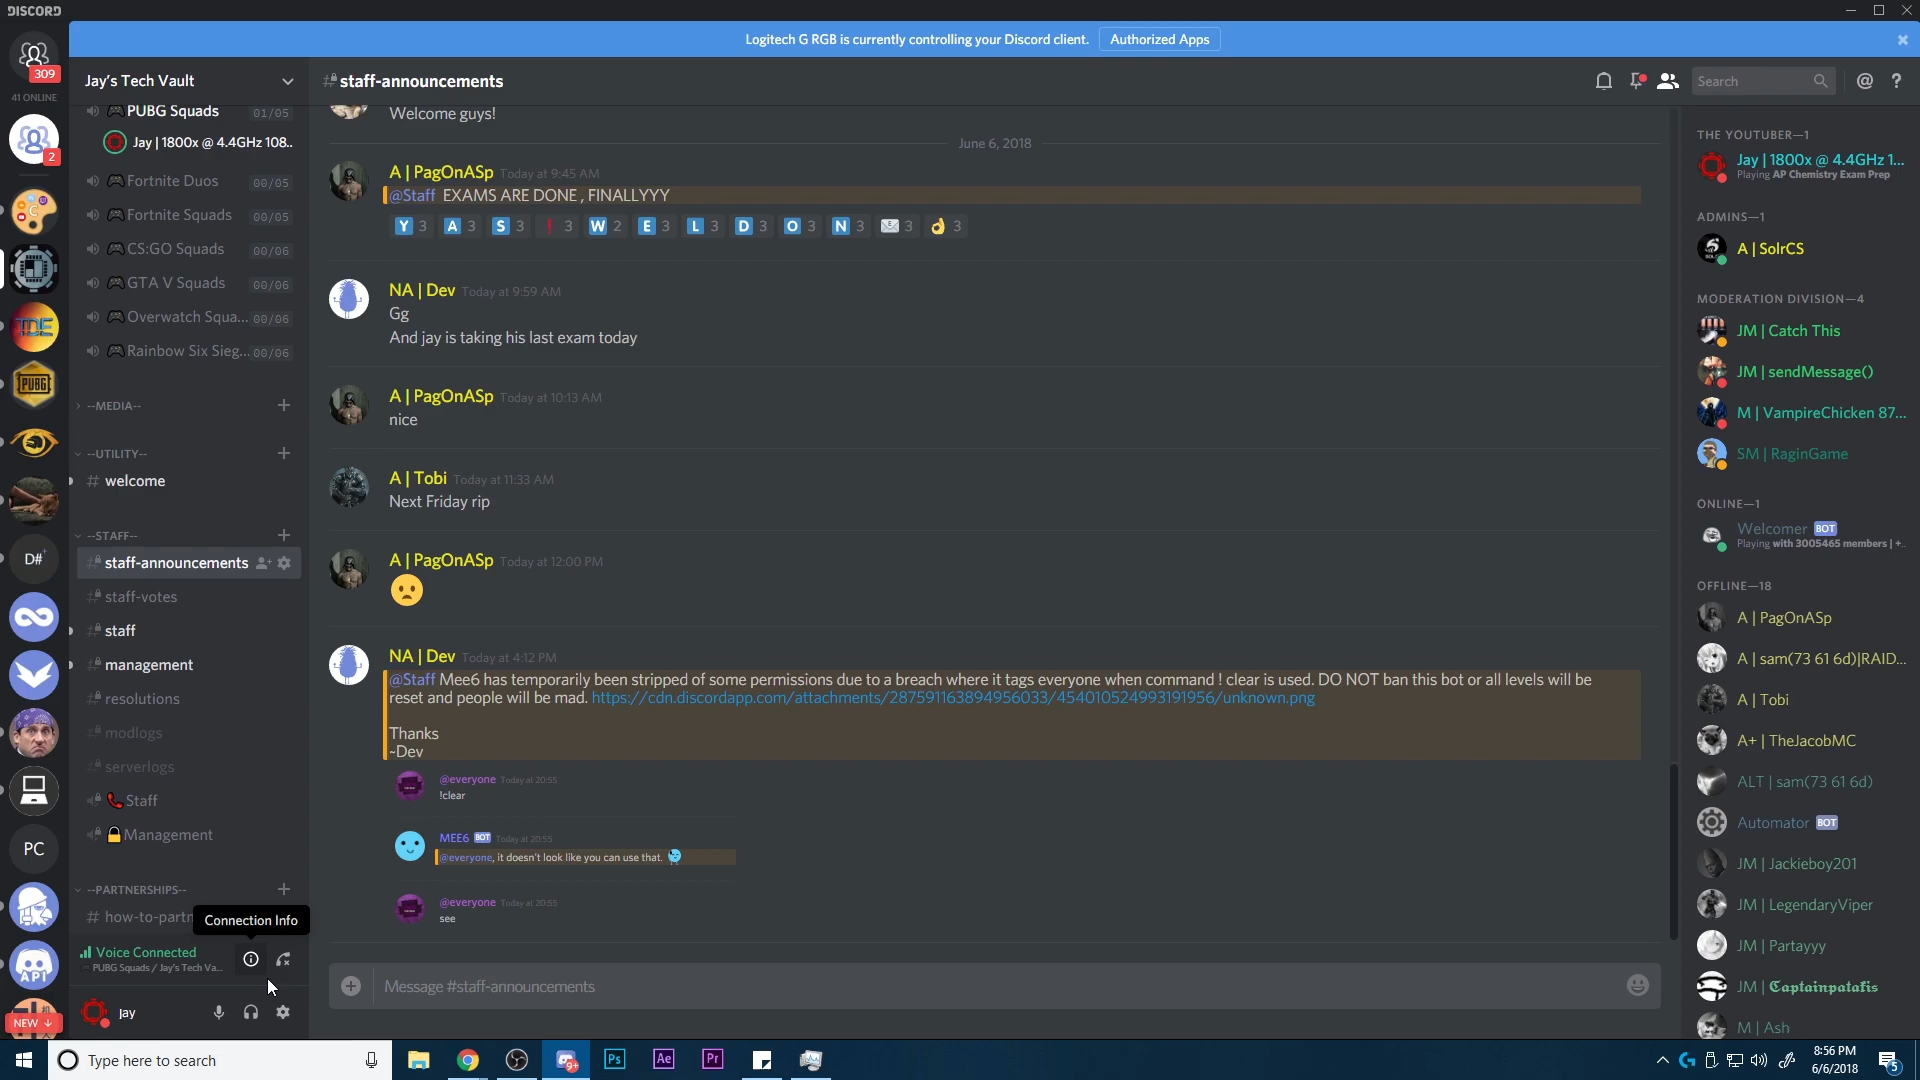 DISCORD
Logitech G RGB is currently controlling your Discord client.
Authorized Apps
309
41 ONLINE
2
TDE
PUBG
D#
PC
API
NEW
Jay's Tech Vault
PUBG Squads 01/05
Jay | 1800x @ 4.4GHz 108..
Fortnite Duos 00/05
Fortnite Squads 00/05
CS:GO Squads 00/06
GTA V Squads 00/06
Overwatch Squa... 00/06
Rainbow Six Sieg... 00/06
--MEDIA--
--UTILITY--
# welcome
--STAFF--
# staff-announcements
# staff-votes
# staff
# management
# resolutions
# modlogs
# serverlogs
Staff
Management
--PARTNERSHIPS--
# how-to-partn
Connection Info
Voice Connected
PUBG Squads / Jay's Tech Va...
Jay
# staff-announcements
Search
Welcome guys!
June 6, 2018
A | PagOnASp Today at 9:45 AM
@Staff EXAMS ARE DONE , FINALLYYY
Y 3 A 3 S 3 ❗ 3 W 2 E 3 L 3 D 3 O 3 N 3 ✉ 3 👌 3
NA | Dev Today at 9:59 AM
Gg
And jay is taking his last exam today
A | PagOnASp Today at 10:13 AM
nice
A | Tobi Today at 11:33 AM
Next Friday rip
A | PagOnASp Today at 12:00 PM
NA | Dev Today at 4:12 PM
@Staff Mee6 has temporarily been stripped of some permissions due to a breach where it tags everyone when command ! clear is used. DO NOT ban this bot or all levels will be
reset and people will be mad. https://cdn.discordapp.com/attachments/287591163894956033/454010524993191956/unknown.png
Thanks
~Dev
@everyone Today at 20:55
!clear
MEE6 BOT Today at 20:55
@everyone, it doesn't look like you can use that.
@everyone Today at 20:55
see
Message #staff-announcements
THE YOUTUBER—1
Jay | 1800x @ 4.4GHz 1...
Playing AP Chemistry Exam Prep
ADMINS—1
A | SolrCS
MODERATION DIVISION—4
JM | Catch This
JM | sendMessage()
M | VampireChicken 87...
SM | RaginGame
ONLINE—1
Welcomer BOT
Playing with 3005465 members | +..
OFFLINE—18
A | PagOnASp
A | sam(73 61 6d)|RAID...
A | Tobi
A+ | TheJacobMC
ALT | sam(73 61 6d)
Automator BOT
JM | Jackieboy201
JM | LegendaryViper
JM | Partayyy
JM | 𝕮𝖆𝖕𝖙𝖆𝖎𝖓𝖕𝖆𝖙𝖆𝖐𝖎𝖘
M | Ash
Type here to search
9+
Ps
Ae
Pr
8:56 PM
6/6/2018
5